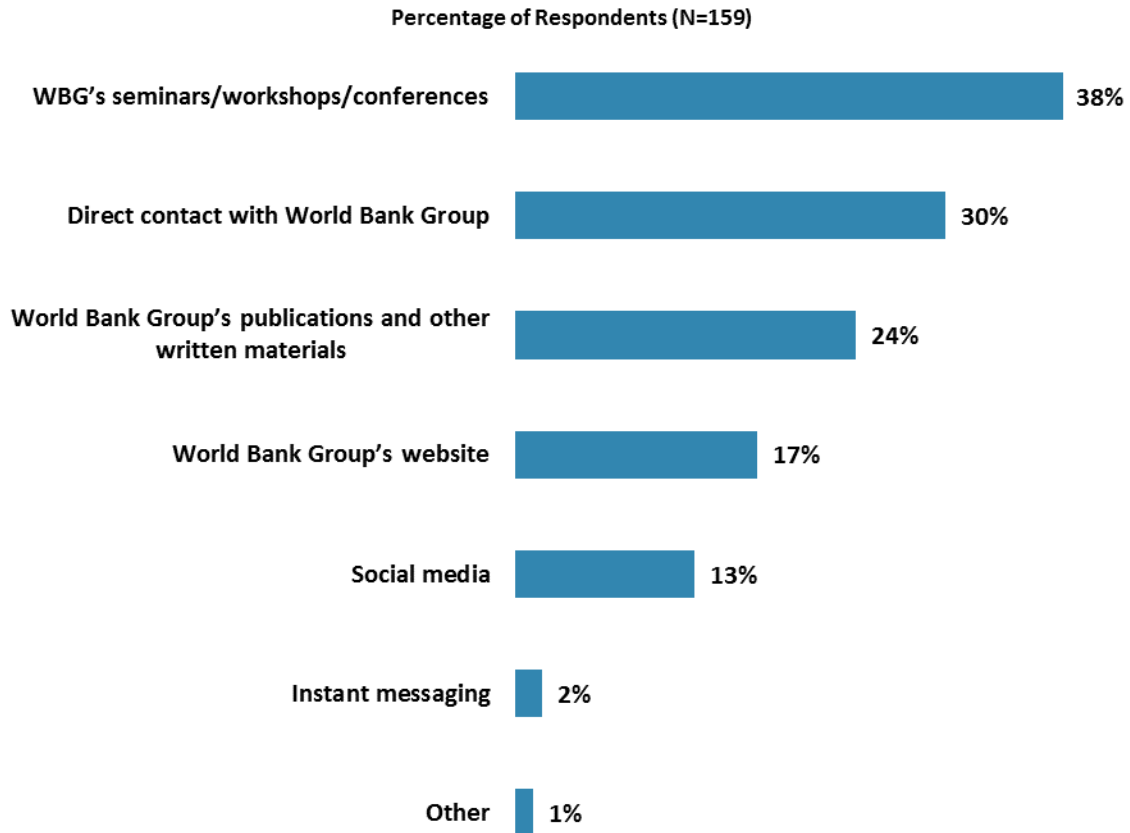 Percentage of Respondents (N=159)
WBG’s seminars/workshops/conferences
38%
Direct contact with World Bank Group
30%
World Bank Group’s publications and other
written materials
24%
World Bank Group’s website
17%
Social media
13%
Instant messaging
2%
Other
1%